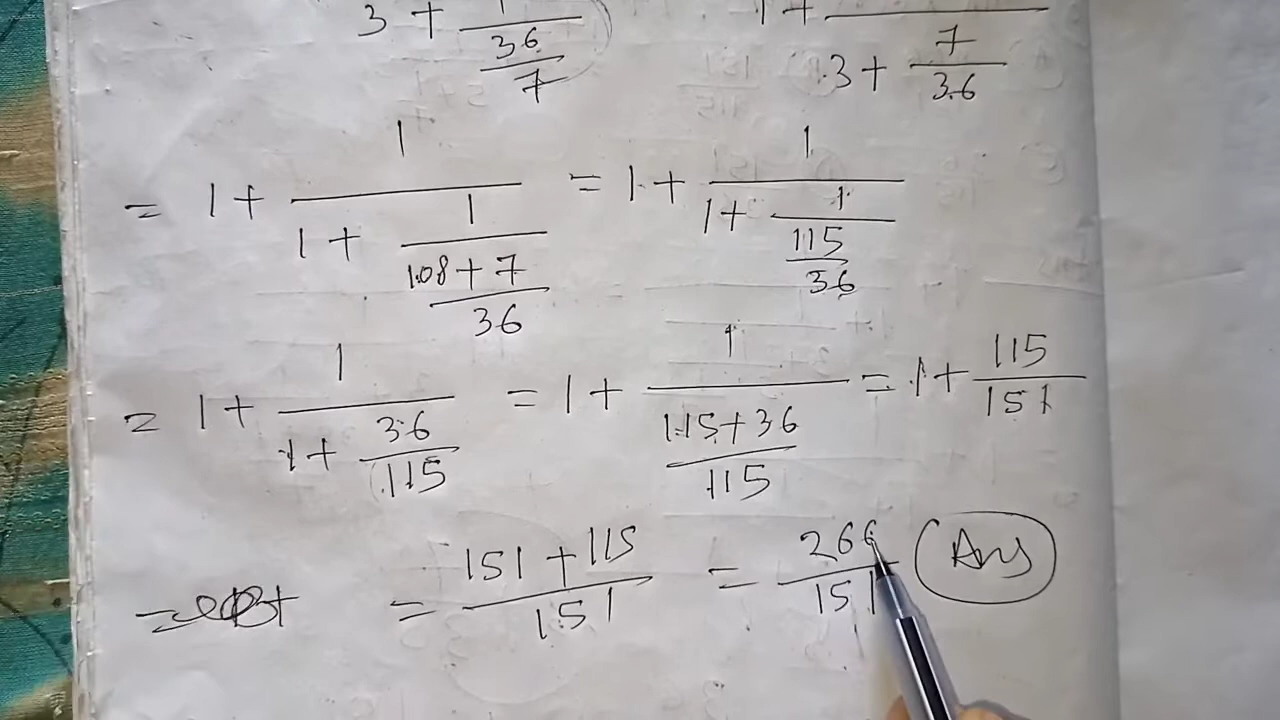 3 + 1/(36/7) 1 + 1/(3 + 7/36)
= 1 + 1/(1 + 1/((108 + 7)/36)) = 1 + 1/(1 + 1/(115/36))
= 1 + 1/(1 + 36/115) = 1 + 1/((115 + 36)/115) = 1 + 115/151
= (151 + 115)/151 = 266/151 Ans